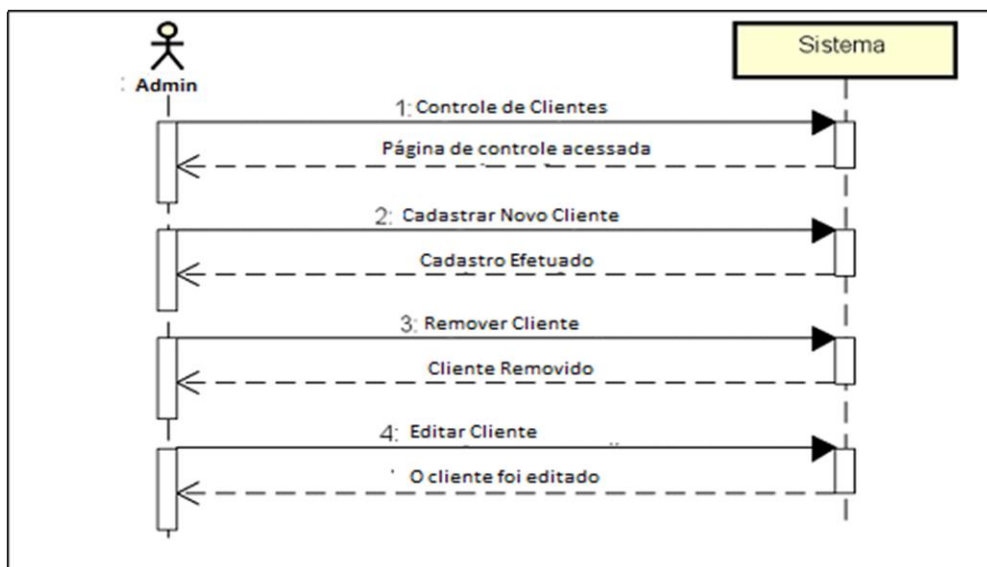 Sistema
: Admin
1: Controle de Clientes
Página de controle acessada
2: Cadastrar Novo Cliente
Cadastro Efetuado
3: Remover Cliente
Cliente Removido
4: Editar Cliente
O cliente foi editado